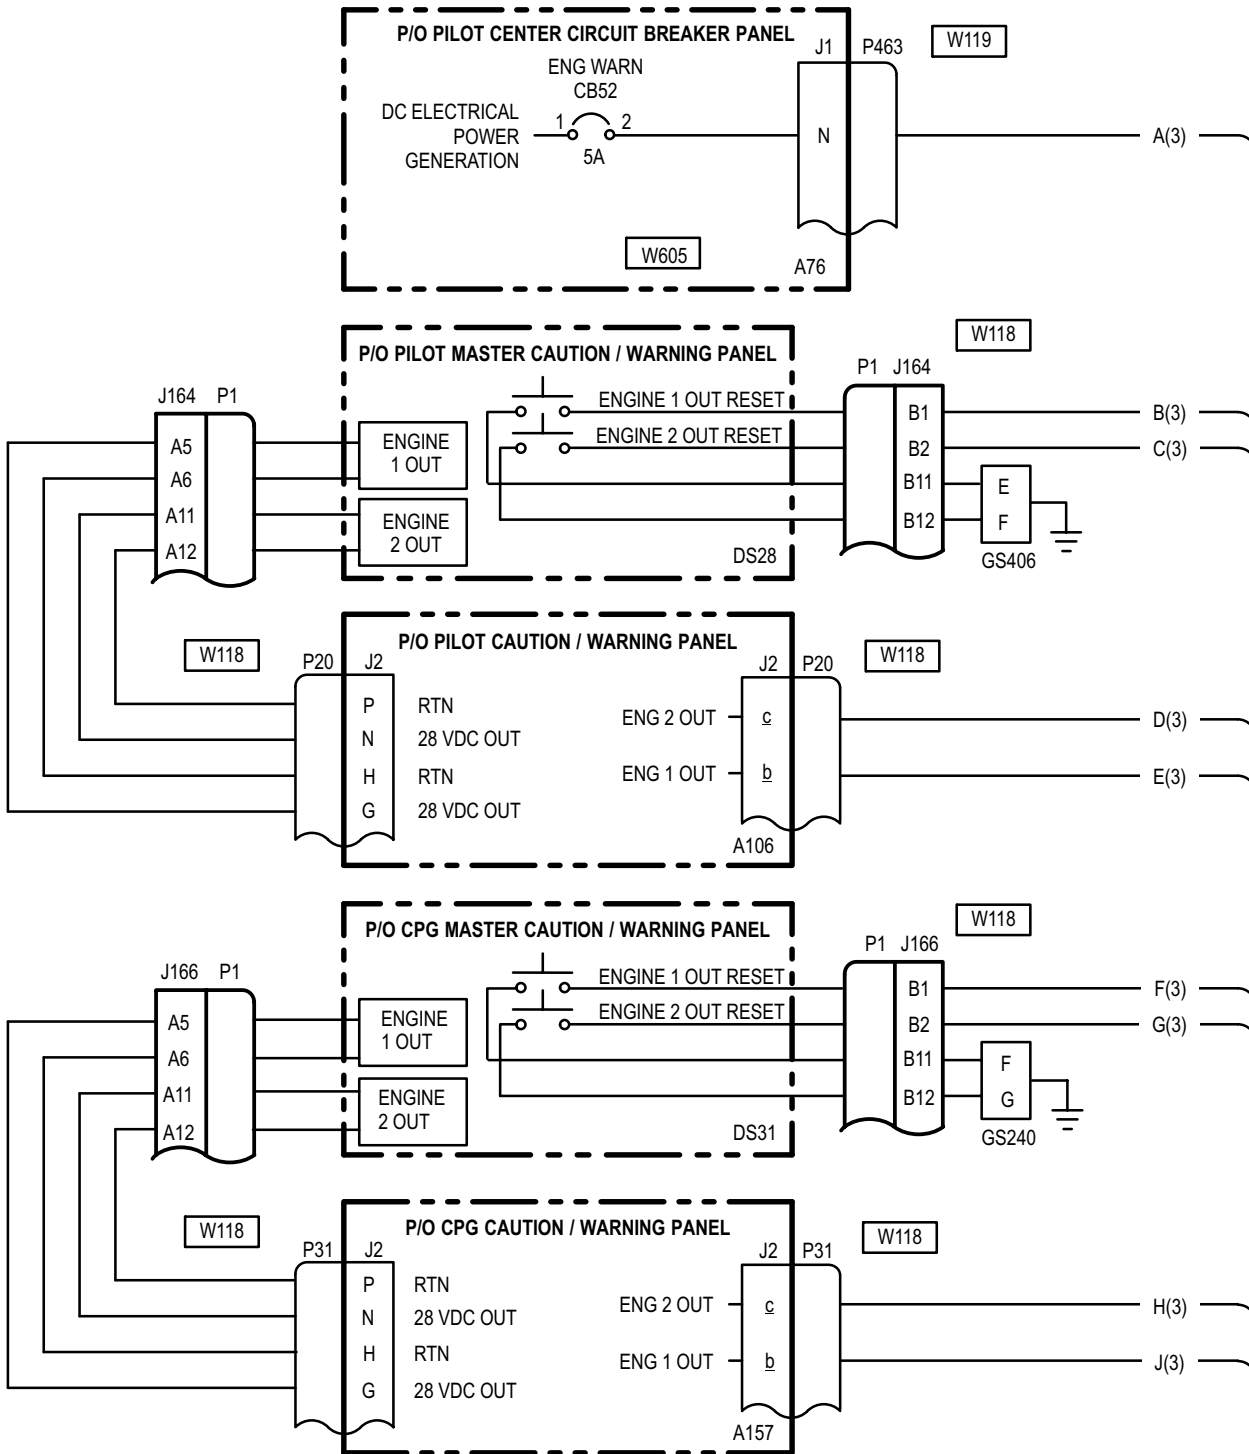 P/O PILOT CENTER CIRCUIT BREAKER PANEL
J1 P463 W119
ENG WARN
CB52
DC ELECTRICAL
POWER
GENERATION
1 2
5A
N
A(3)
W605
A76
P/O PILOT MASTER CAUTION / WARNING PANEL
W118
J164 P1
P1 J164
A5
A6
A11
A12
ENGINE
1 OUT
ENGINE
2 OUT
ENGINE 1 OUT RESET
ENGINE 2 OUT RESET
B1
B2
B11
B12
B(3)
C(3)
E
F
GS406
DS28
P/O PILOT CAUTION / WARNING PANEL
W118
P20 J2
J2 P20
W118
P RTN
N 28 VDC OUT
H RTN
G 28 VDC OUT
ENG 2 OUT c
ENG 1 OUT b
D(3)
E(3)
A106
P/O CPG MASTER CAUTION / WARNING PANEL
W118
J166 P1
P1 J166
A5
A6
A11
A12
ENGINE
1 OUT
ENGINE
2 OUT
ENGINE 1 OUT RESET
ENGINE 2 OUT RESET
B1
B2
B11
B12
F(3)
G(3)
F
G
GS240
DS31
P/O CPG CAUTION / WARNING PANEL
W118
P31 J2
J2 P31
W118
P RTN
N 28 VDC OUT
H RTN
G 28 VDC OUT
ENG 2 OUT c
ENG 1 OUT b
H(3)
J(3)
A157